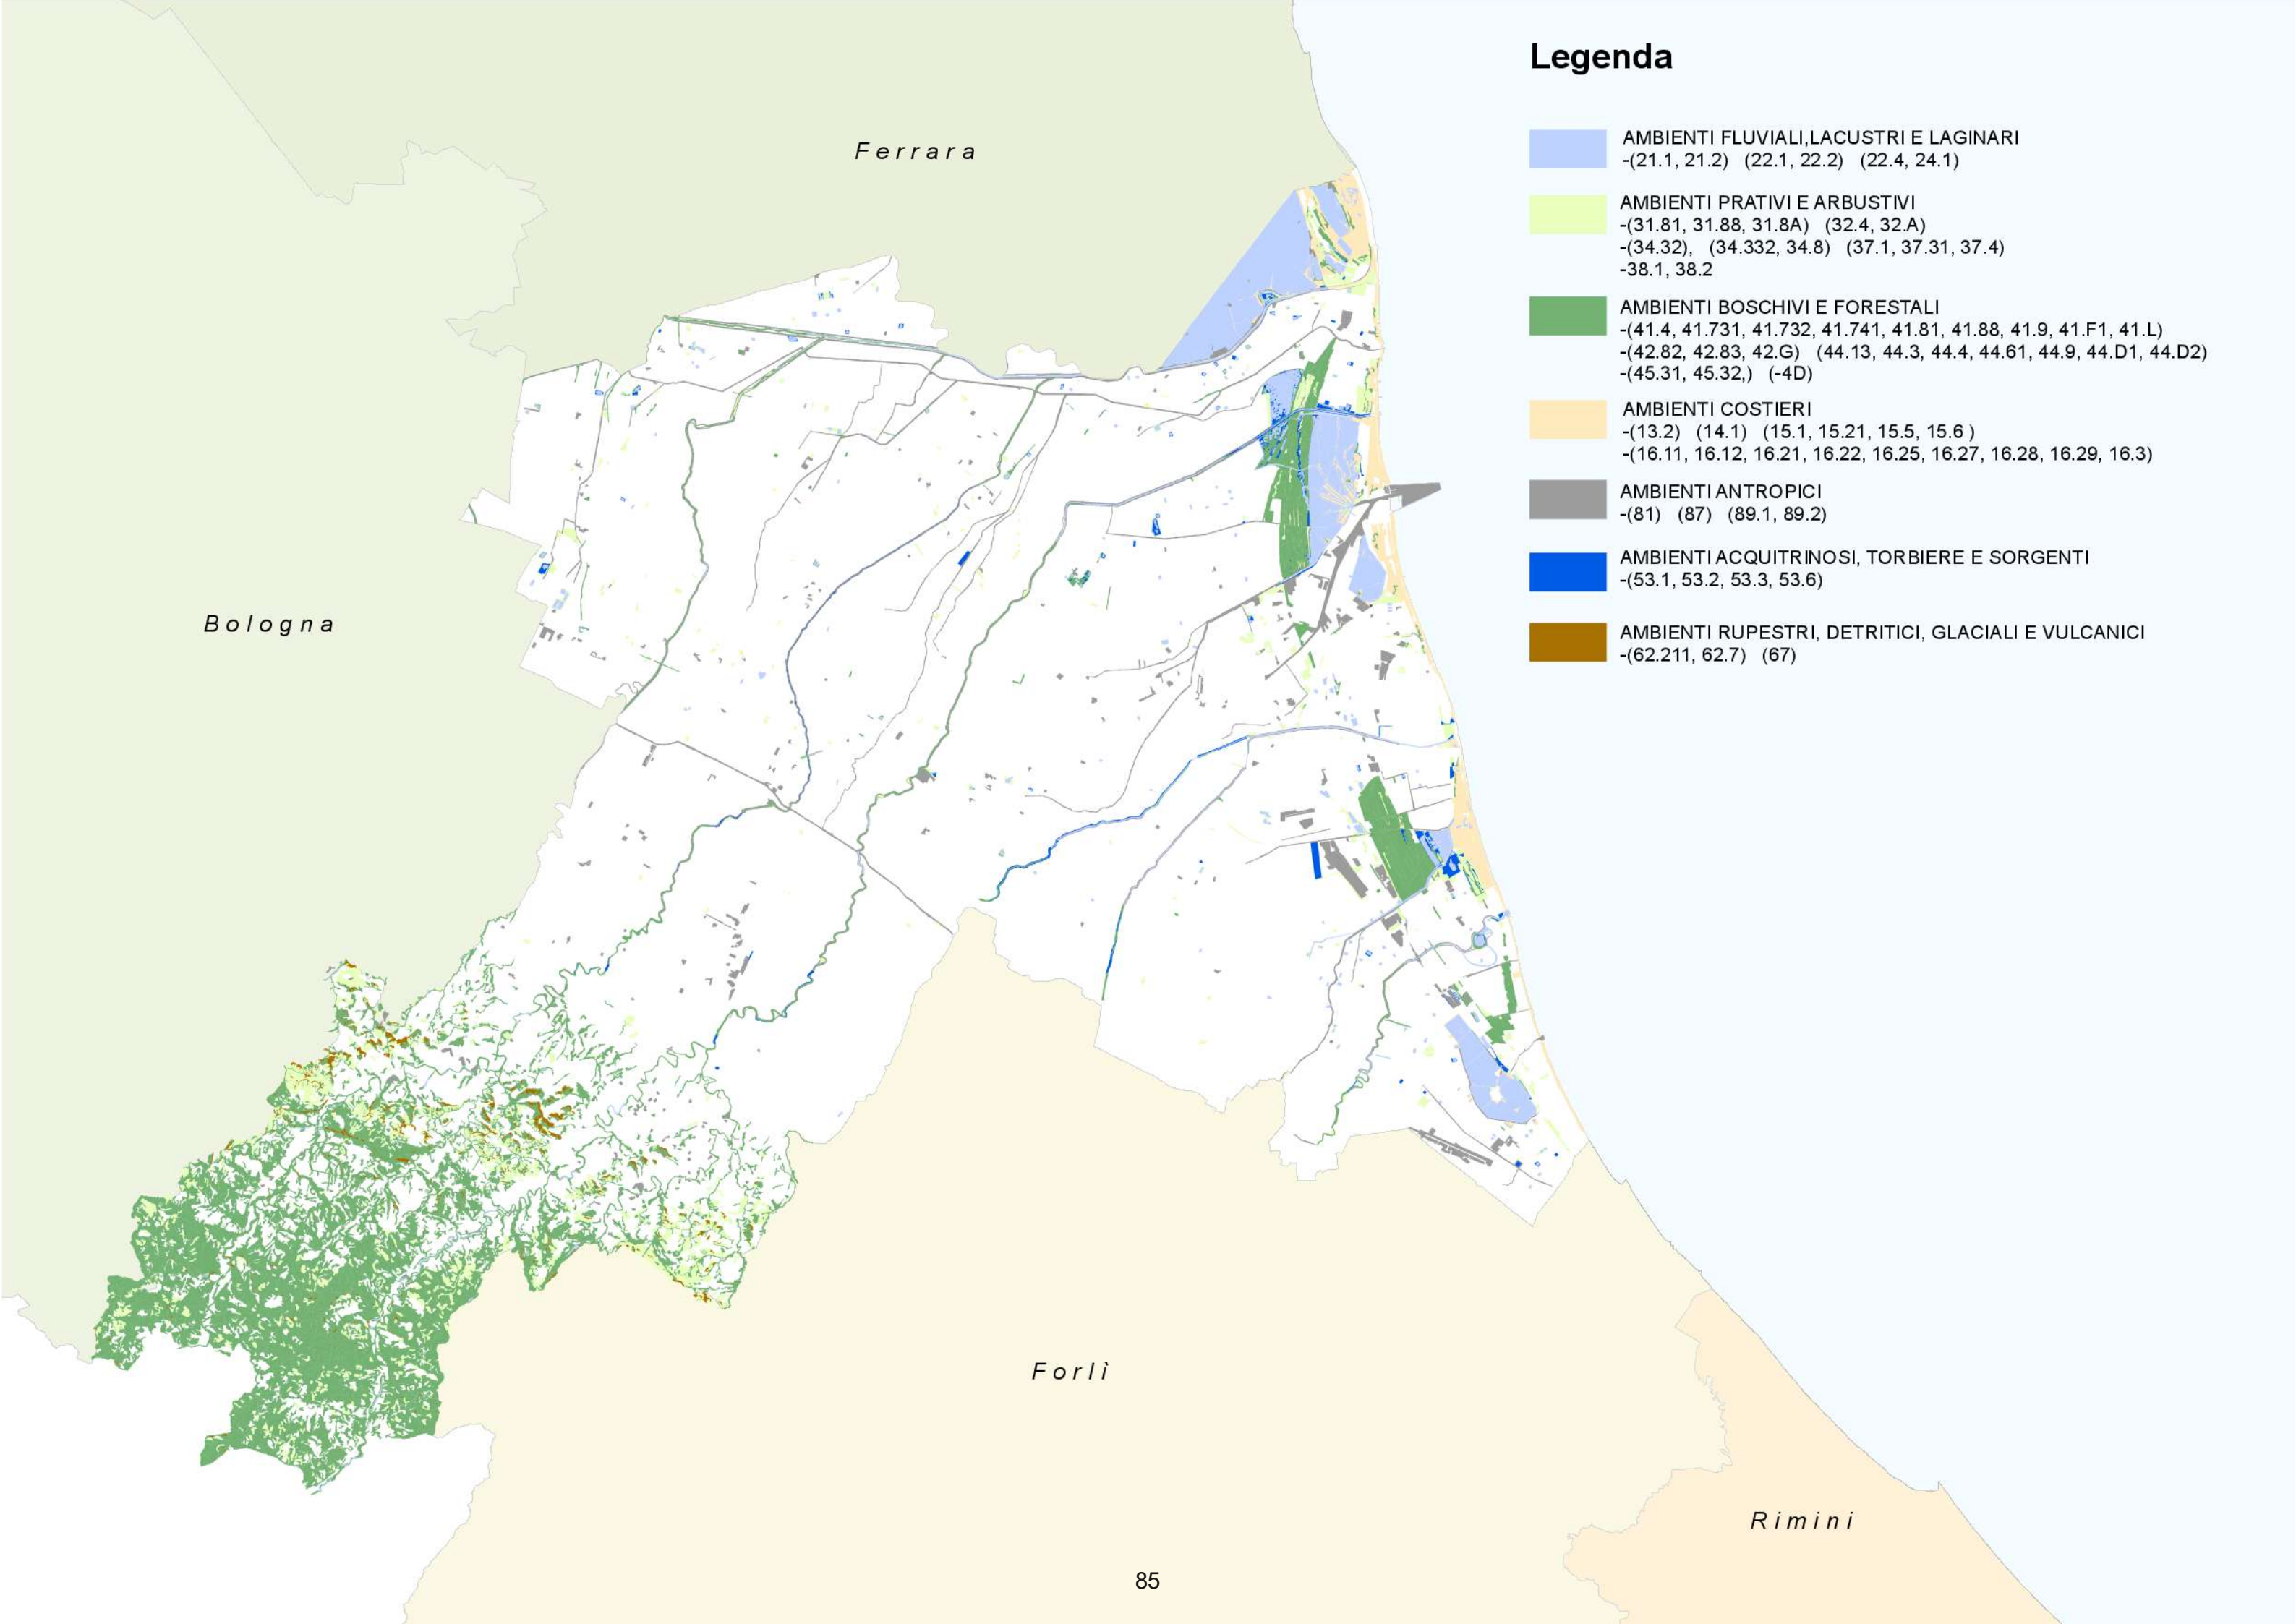 Legenda
Ferrara
AMBIENTI FLUVIALI,LACUSTRI E LAGINARI
-(21.1, 21.2) (22.1, 22.2) (22.4, 24.1)
AMBIENTI PRATIVI E ARBUSTIVI
-(31.81, 31.88, 31.8A) (32.4, 32.A)
-(34.32), (34.332, 34.8) (37.1, 37.31, 37.4)
-38.1, 38.2
AMBIENTI BOSCHIVI E FORESTALI
-(41.4, 41.731, 41.732, 41.741, 41.81, 41.88, 41.9, 41.F1, 41.L)
-(42.82, 42.83, 42.G) (44.13, 44.3, 44.4, 44.61, 44.9, 44.D1, 44.D2)
-(45.31, 45.32,) (-4D)
AMBIENTI COSTIERI
-(13.2) (14.1) (15.1, 15.21, 15.5, 15.6 )
-(16.11, 16.12, 16.21, 16.22, 16.25, 16.27, 16.28, 16.29, 16.3)
AMBIENTI ANTROPICI
-(81) (87) (89.1, 89.2)
AMBIENTI ACQUITRINOSI, TORBIERE E SORGENTI
-(53.1, 53.2, 53.3, 53.6)
AMBIENTI RUPESTRI, DETRITICI, GLACIALI E VULCANICI
-(62.211, 62.7) (67)
Bologna
Forlì
Rimini
85